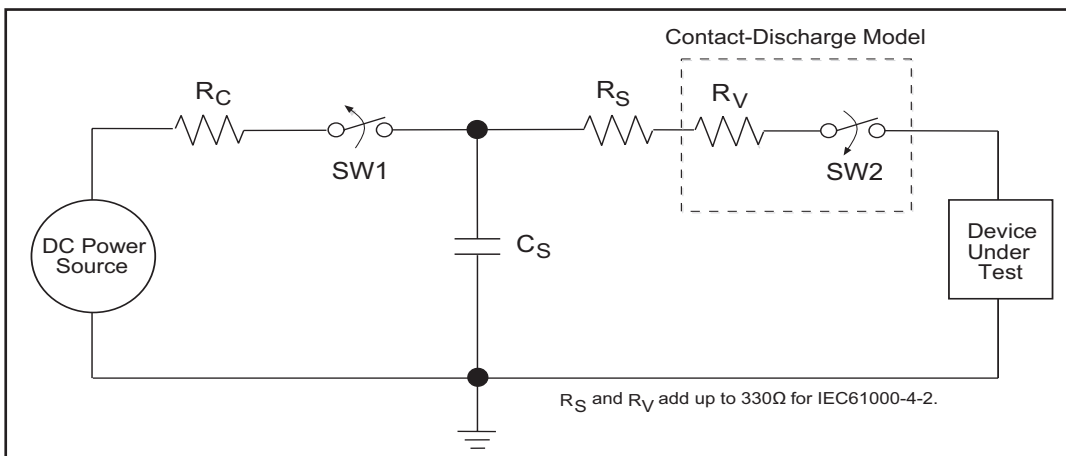 Contact-Discharge Model
RC
RS
RV
SW1
SW2
DC Power
Source
CS
Device
Under
Test
RS and RV add up to 330Ω for IEC61000-4-2.